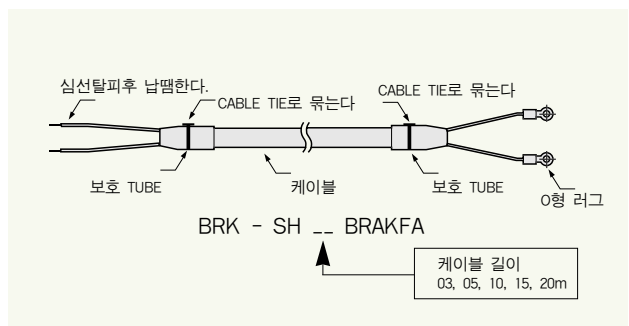 심선탈피후 납땜한다.
CABLE TIE로 묶는다
CABLE TIE로 묶는다
보호 TUBE
케이블
보호 TUBE
O형 러그
BRK - SH __ BRAKFA
케이블 길이
03, 05, 10, 15, 20m